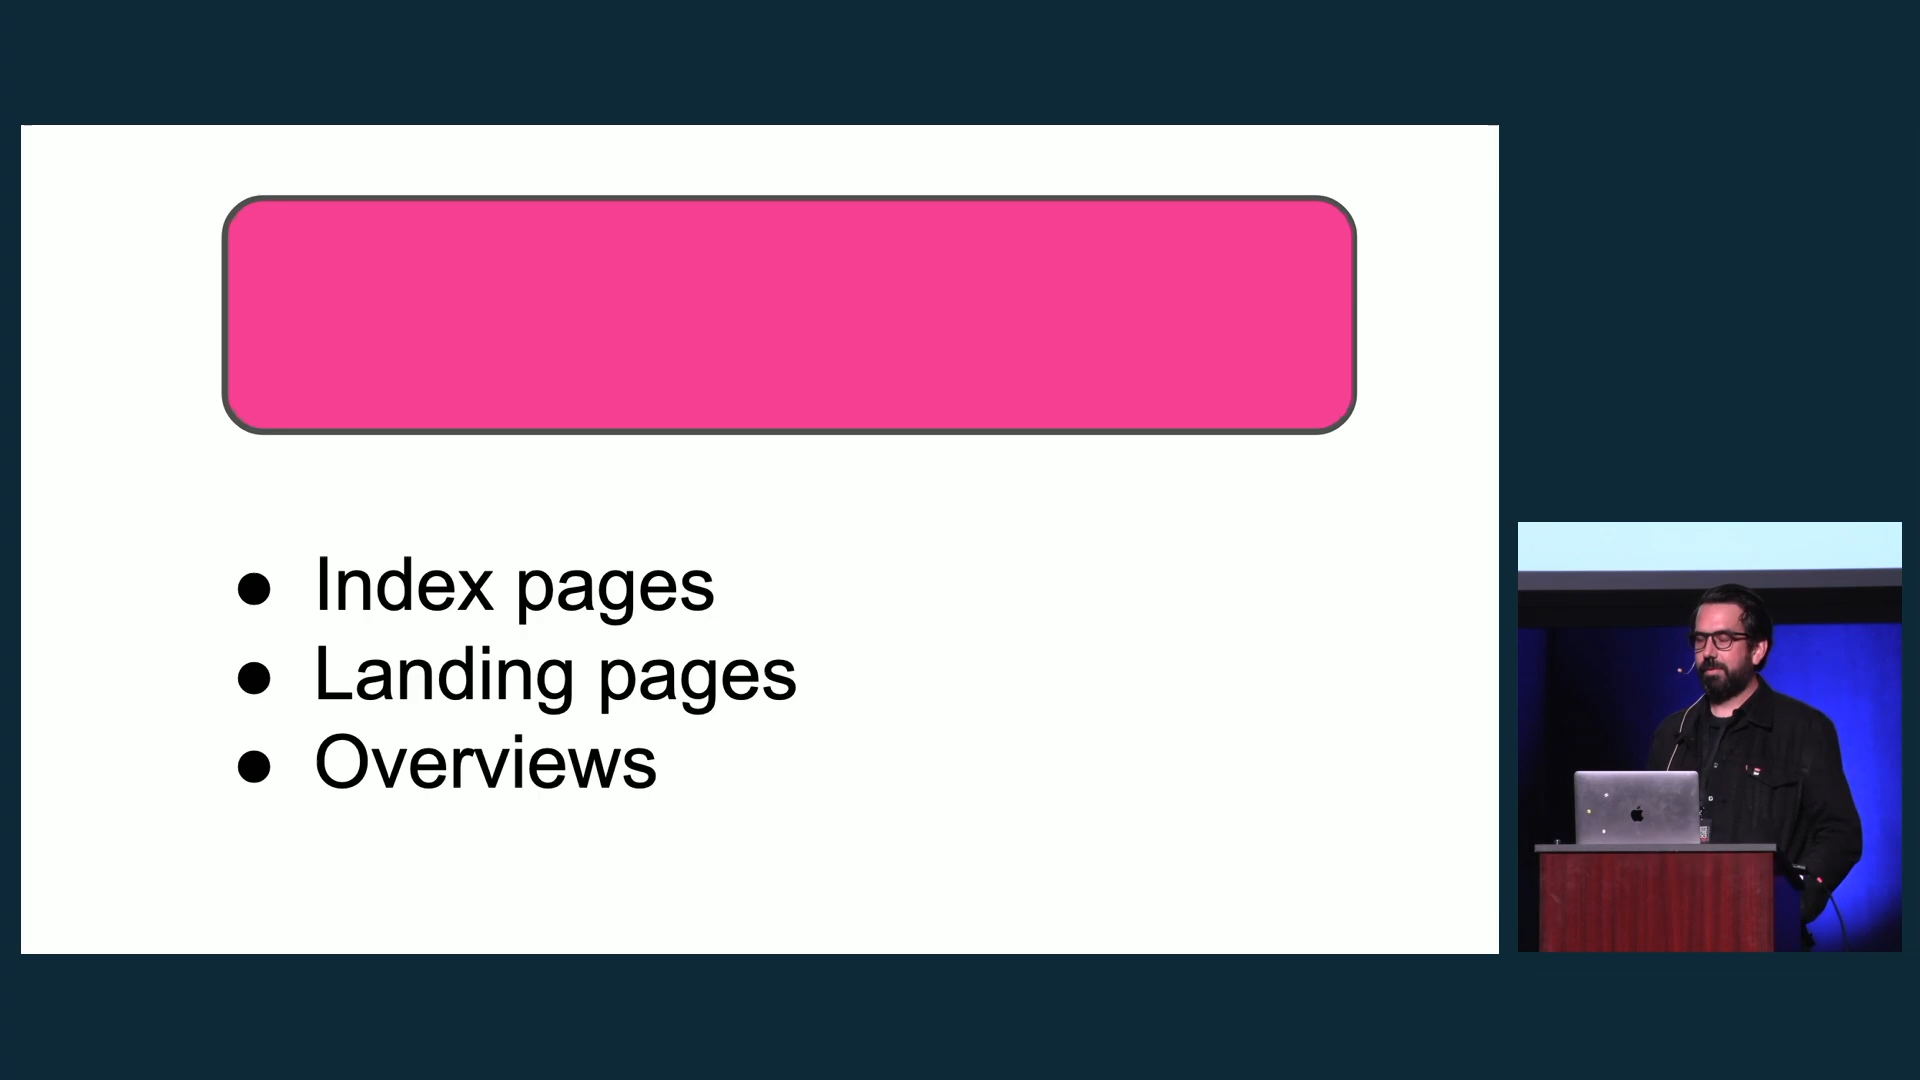 ● Index pages
● Landing pages
● Overviews